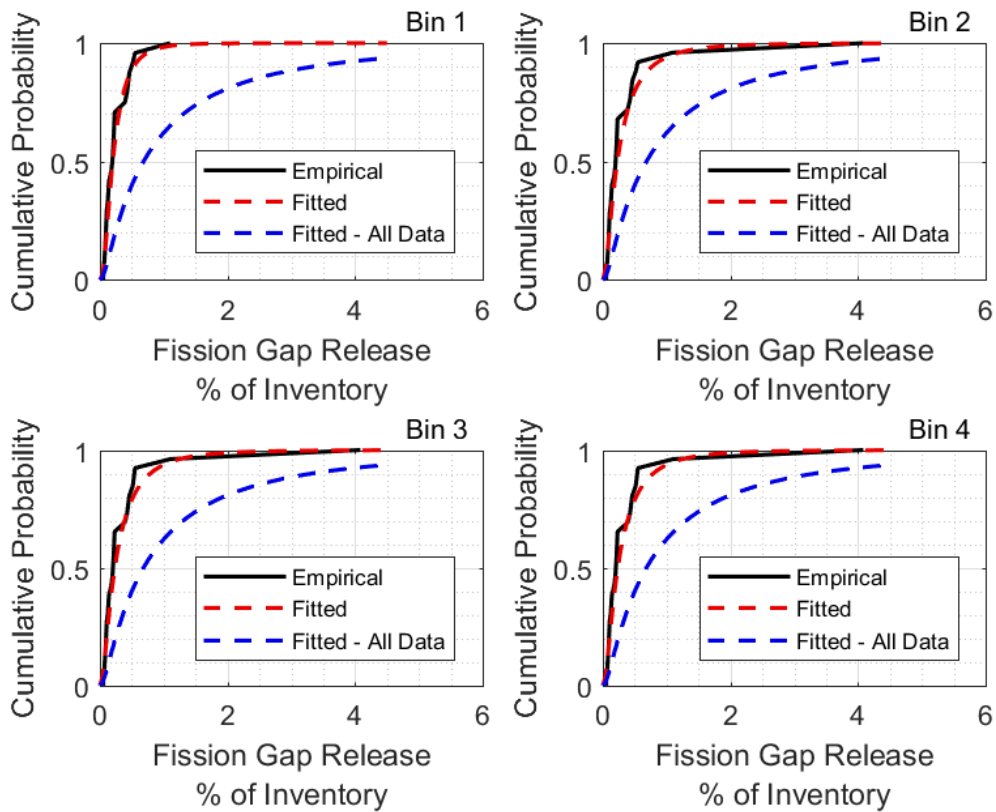 Bin 1
Cumulative Probability
1
0.5
0
Empirical
Fitted
Fitted - All Data
0 2 4 6
Fission Gap Release
% of Inventory
Bin 2
Cumulative Probability
1
0.5
0
Empirical
Fitted
Fitted - All Data
0 2 4 6
Fission Gap Release
% of Inventory
Bin 3
Cumulative Probability
1
0.5
0
Empirical
Fitted
Fitted - All Data
0 2 4 6
Fission Gap Release
% of Inventory
Bin 4
Cumulative Probability
1
0.5
0
Empirical
Fitted
Fitted - All Data
0 2 4 6
Fission Gap Release
% of Inventory